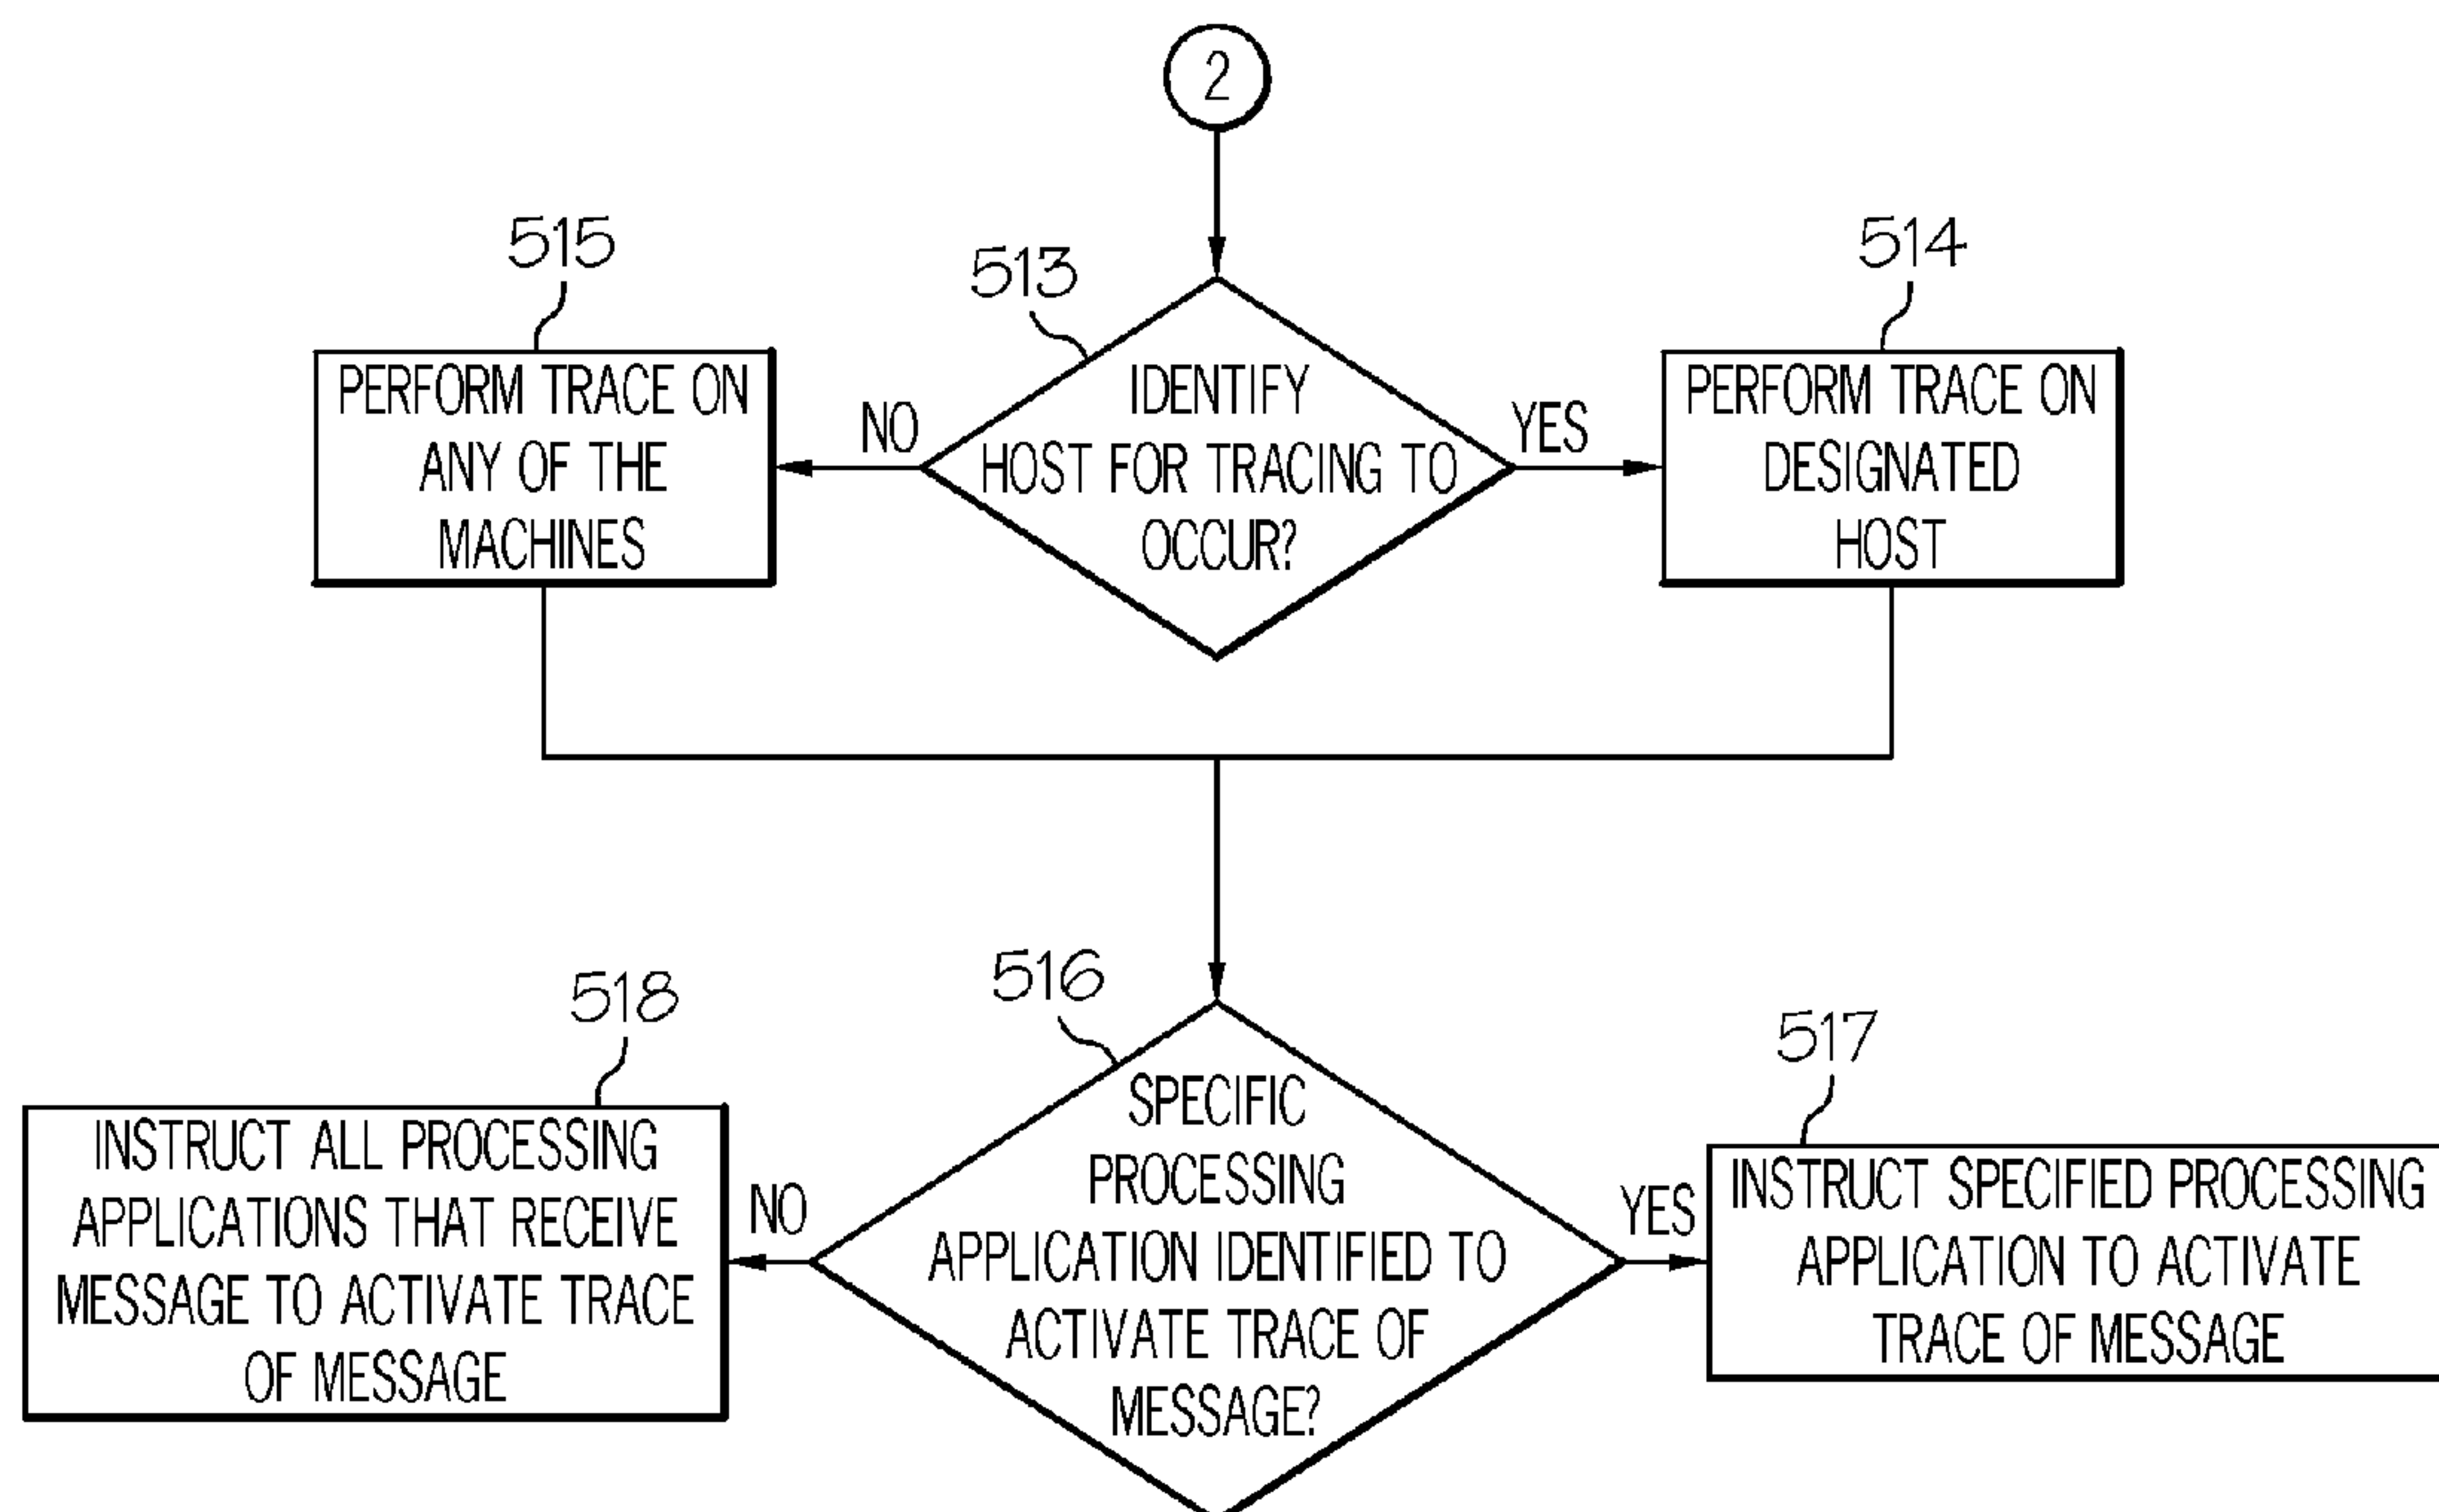 2
515
513
514
PERFORM TRACE ON
ANY OF THE
MACHINES
NO
IDENTIFY
HOST FOR TRACING TO
OCCUR?
YES
PERFORM TRACE ON
DESIGNATED
HOST
518
516
517
INSTRUCT ALL PROCESSING
APPLICATIONS THAT RECEIVE
MESSAGE TO ACTIVATE TRACE
OF MESSAGE
NO
SPECIFIC
PROCESSING
APPLICATION IDENTIFIED TO
ACTIVATE TRACE OF
MESSAGE?
YES
INSTRUCT SPECIFIED PROCESSING
APPLICATION TO ACTIVATE
TRACE OF MESSAGE